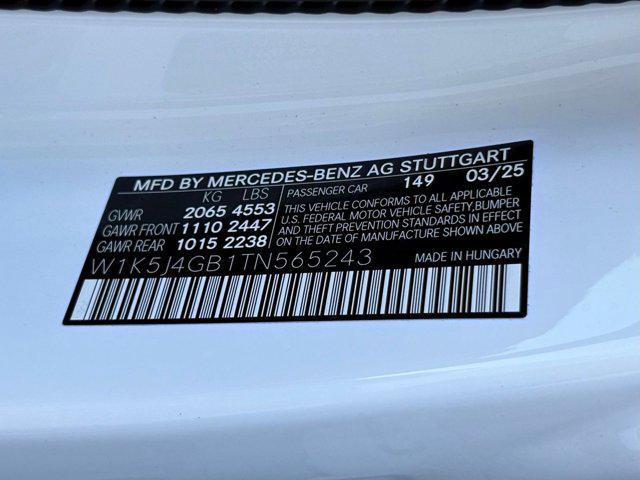 MFD BY MERCEDES-BENZ AG STUTTGART
KG LBS
GVWR 2065 4553
GAWR FRONT 1110 2447
GAWR REAR 1015 2238
PASSENGER CAR 149 03/25
THIS VEHICLE CONFORMS TO ALL APPLICABLE
U.S. FEDERAL MOTOR VEHICLE SAFETY, BUMPER
AND THEFT PREVENTION STANDARDS IN EFFECT
ON THE DATE OF MANUFACTURE SHOWN ABOVE
W1K5J4GB1TN565243
MADE IN HUNGARY